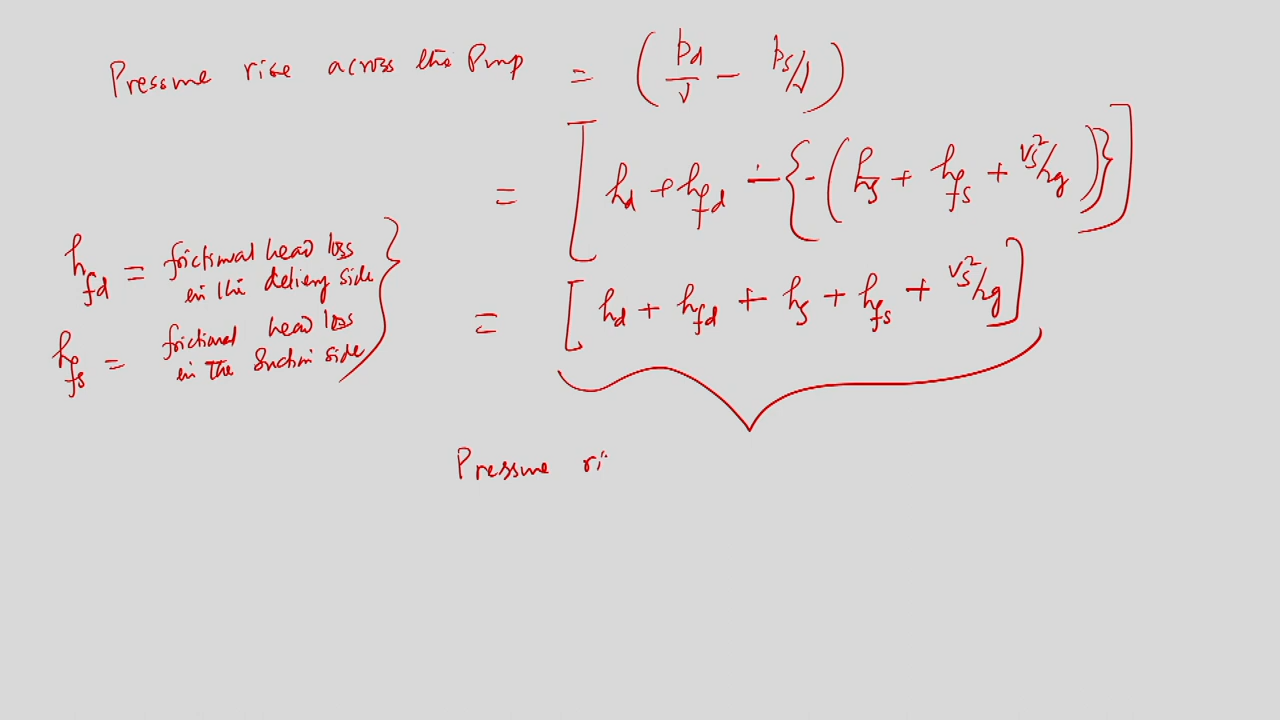 Pressure rise across the Pump = ( pd/γ − ps/γ )
= [ hd + hfd − { − ( hs + hfs + Vs²/2g ) } ]
= [ hd + hfd + hs + hfs + Vs²/2g ]
hfd = frictional head loss
in the delivery side
hfs = frictional head loss
in the Suction side
Pressure ri